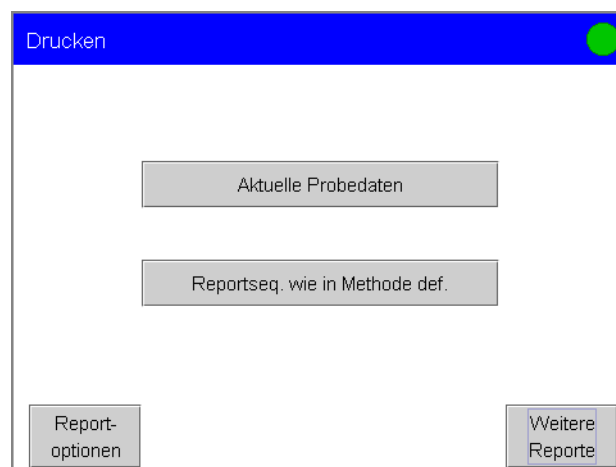 Drucken
Aktuelle Probedaten
Reportseq. wie in Methode def.
Report-
optionen
Weitere
Reporte